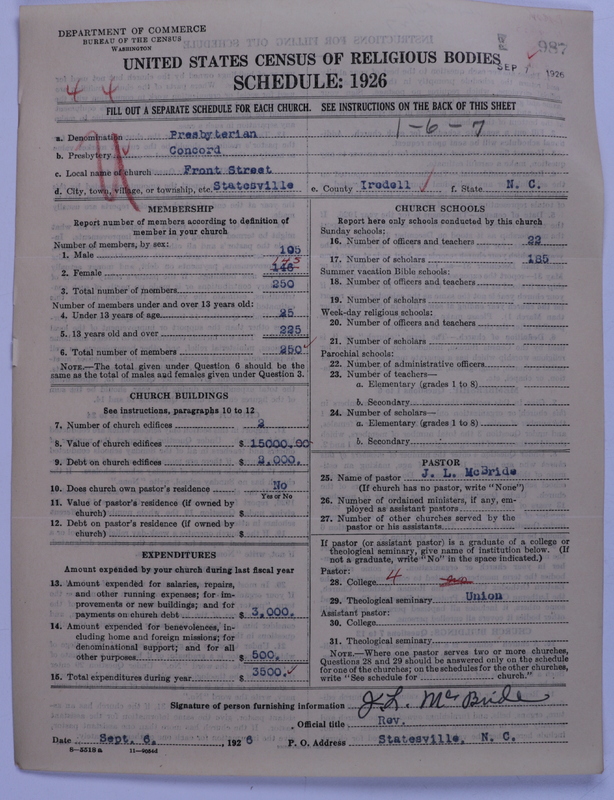 DEPARTMENT OF COMMERCE
BUREAU OF THE CENSUS
WASHINGTON
987
SEP 1926
UNITED STATES CENSUS OF RELIGIOUS BODIES
SCHEDULE: 1926
4 4
FILL OUT A SEPARATE SCHEDULE FOR EACH CHURCH. SEE INSTRUCTIONS ON THE BACK OF THIS SHEET
1-6-7
a. Denomination Presbyterian
b. Presbytery Concord
c. Local name of church Front Street
d. City, town, village, or township, etc. Statesville e. County Iredell f. State N. C.
MEMBERSHIP
Report number of members according to definition of
member in your church
Number of members, by sex:
1. Male 105
145
2. Female 146
3. Total number of members 250
Number of members under and over 13 years old:
4. Under 13 years of age 25
5. 13 years old and over 225
6. Total number of members 250
NOTE.—The total given under Question 6 should be
same as the total of males and females given under Question 3.
CHURCH BUILDINGS
See instructions, paragraphs 10 to 12
7. Number of church edifices 2
8. Value of church edifices $ 15000.00
9. Debt on church edifices $ 2,000.
10. Does church own pastor's residence No
Yes or No
11. Value of pastor's residence (if owned by
church) $
12. Debt on pastor's residence (if owned by
church) $
EXPENDITURES
Amount expended by your church during last fiscal year
13. Amount expended for salaries, repairs,
and other running expenses; for im-
provements or new buildings; and for
payments on church debt $ 3,000.
14. Amount expended for benevolences, in-
cluding home and foreign missions; for
denominational support; and for all
other purposes $ 500.
15. Total expenditures during year $ 3500.
CHURCH SCHOOLS
Report here only schools conducted by this church
Sunday schools:
16. Number of officers and teachers 22
17. Number of scholars 185
Summer vacation Bible schools:
18. Number of officers and teachers
19. Number of scholars
Week-day religious schools:
20. Number of officers and teachers
21. Number of scholars
Parochial schools:
22. Number of administrative officers
23. Number of teachers—
a. Elementary (grades 1 to 8)
b. Secondary
24. Number of scholars—
a. Elementary (grades 1 to 8)
b. Secondary
PASTOR
25. Name of pastor J. L. McBride
(If church has no pastor, write "None")
26. Number of ordained ministers, if any, em-
ployed as assistant pastors
27. Number of other churches served by the
pastor or his assistants
If pastor (or assistant pastor) is a graduate of a college or
theological seminary, give name of institution below. (If
not a graduate, write "No" in the space indicated.)
Pastor:
28. College 4
29. Theological seminary Union
Assistant pastor:
30. College
31. Theological seminary
NOTE.—Where one pastor serves two or more churches,
Questions 28 and 29 should be answered only on the schedule
for one of the churches; on the schedules for the other churches,
write "See schedule for church."
Signature of person furnishing information J. L. McBride
Official title Rev.
Date Sept. 6, 1926 P. O. Address Statesville, N. C.
8-5518a 11-9084d